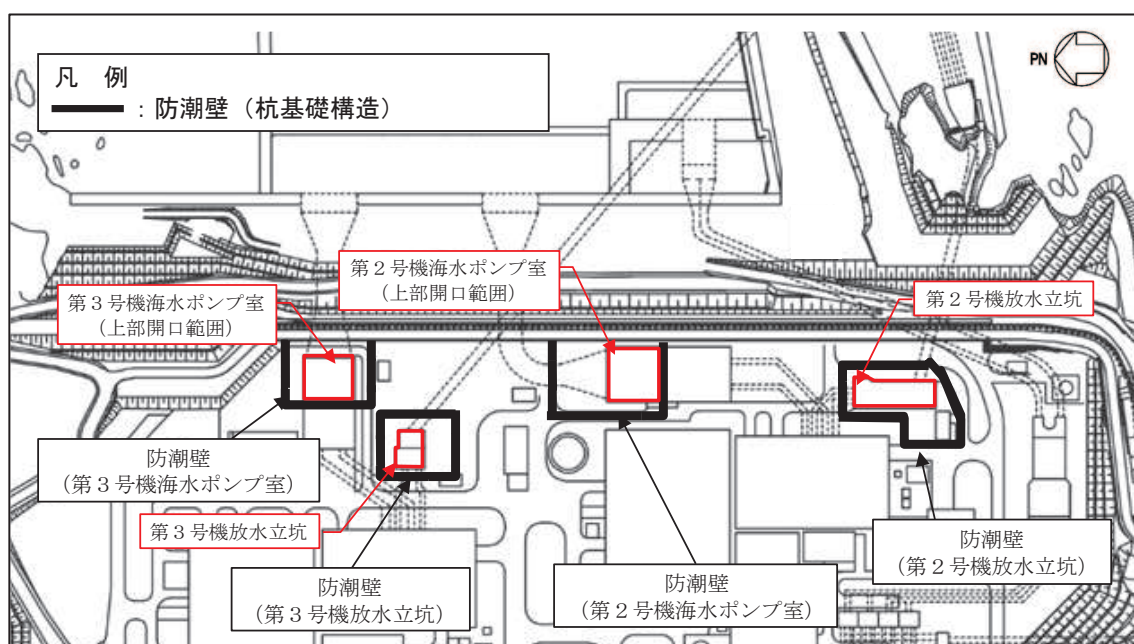 凡　例
：防潮壁（杭基礎構造）
PN
第２号機海水ポンプ室
（上部開口範囲）
第３号機海水ポンプ室
（上部開口範囲）
第２号機放水立坑
防潮壁
（第３号機海水ポンプ室）
第３号機放水立坑
防潮壁
（第３号機放水立坑）
防潮壁
（第２号機海水ポンプ室）
防潮壁
（第２号機放水立坑）